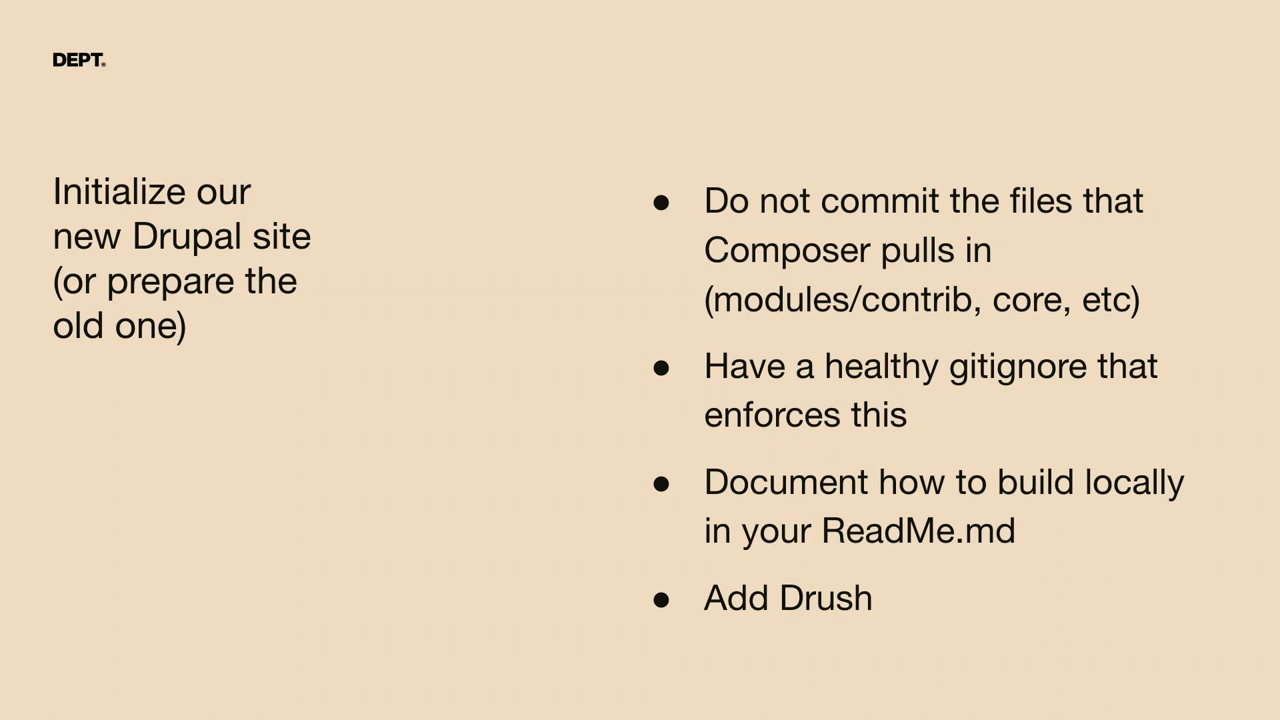 DEPT®
Initialize our
new Drupal site
(or prepare the
old one)
● Do not commit the files that
Composer pulls in
(modules/contrib, core, etc)
● Have a healthy gitignore that
enforces this
● Document how to build locally
in your ReadMe.md
● Add Drush